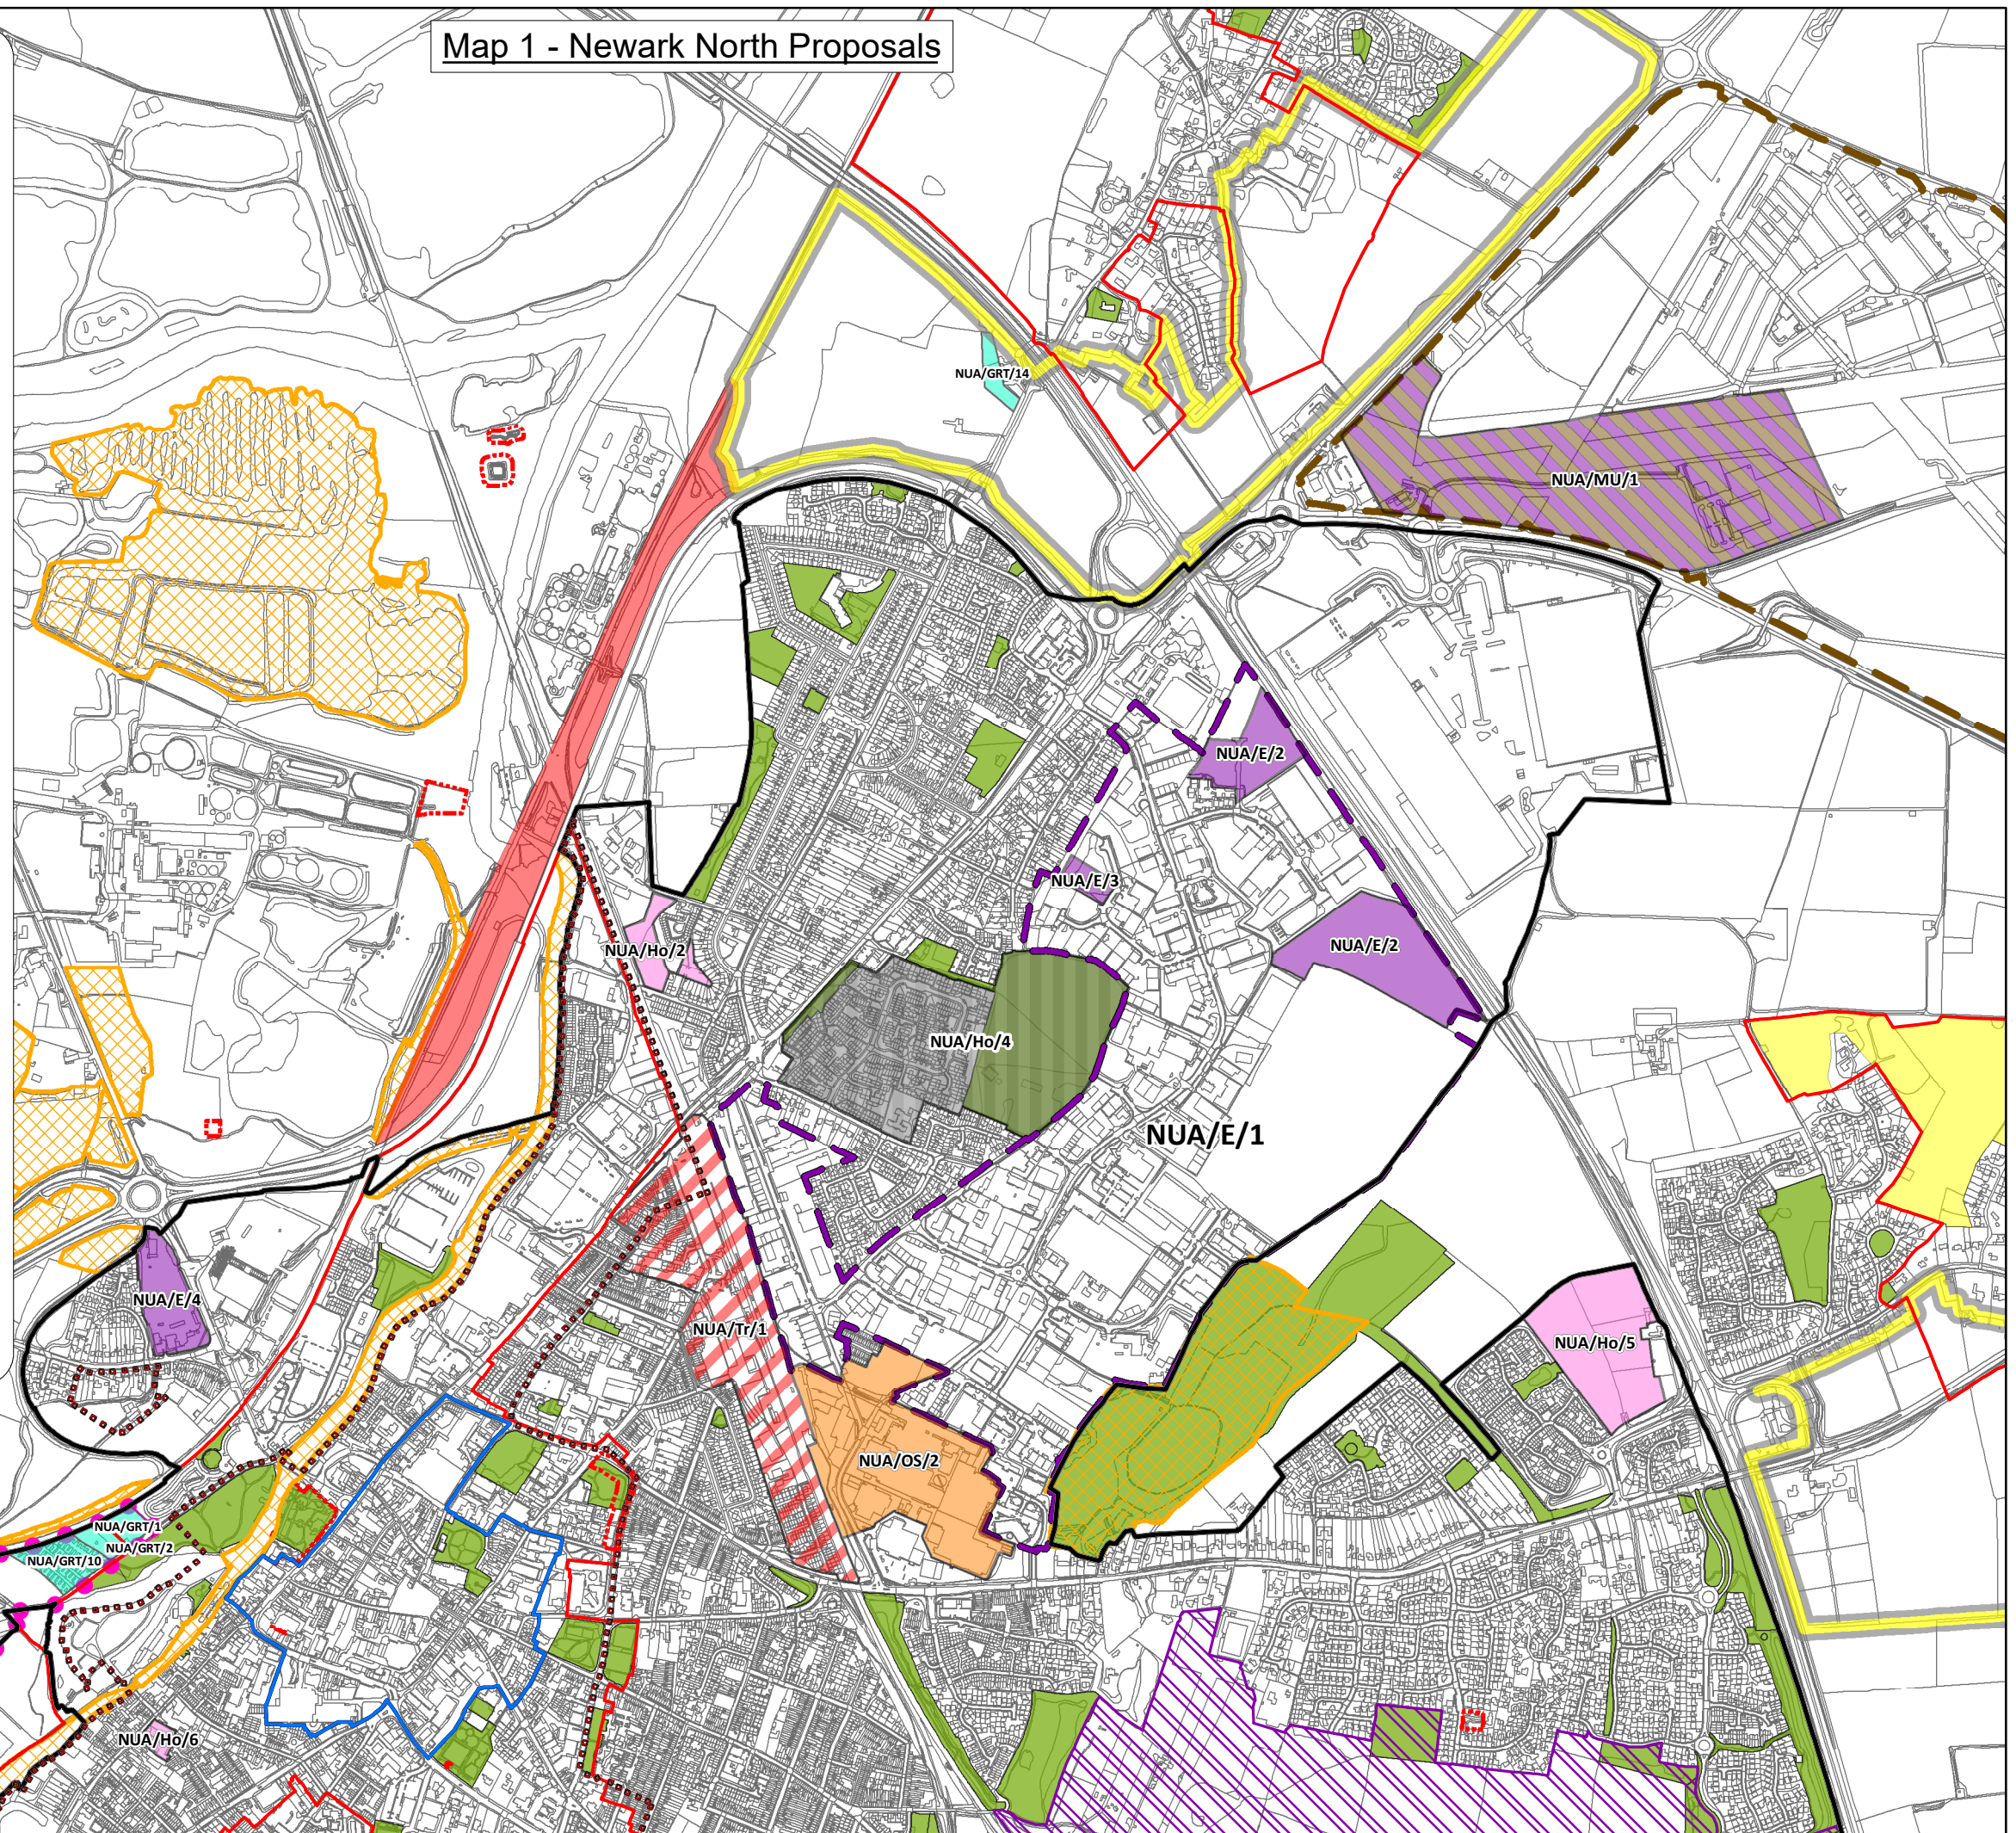 Map 1 - Newark North Proposals
NUA/GRT/14
NUA/MU/1
NUA/E/2
NUA/E/3
NUA/E/2
NUA/Ho/2
NUA/Ho/4
NUA/E/1
NUA/E/4
NUA/Tr/1
NUA/Ho/5
NUA/OS/2
NUA/GRT/1
NUA/GRT/2
NUA/GRT/10
NUA/Ho/6